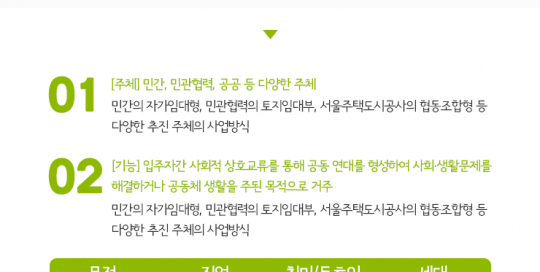 01
[주체] 민간, 민관협력, 공공 등 다양한 주체
민간의 자가임대형, 민관협력의 토지임대부, 서울주택도시공사의 협동조합형 등
다양한 추진 주체의 사업방식
02
[기능] 입주자간 사회적 상호교류를 통해 공동 연대를 형성하여 사회·생활문제를
해결하거나 공동체 생활을 주된 목적으로 거주
민간의 자가임대형, 민관협력의 토지임대부, 서울주택도시공사의 협동조합형 등
다양한 추진 주체의 사업방식